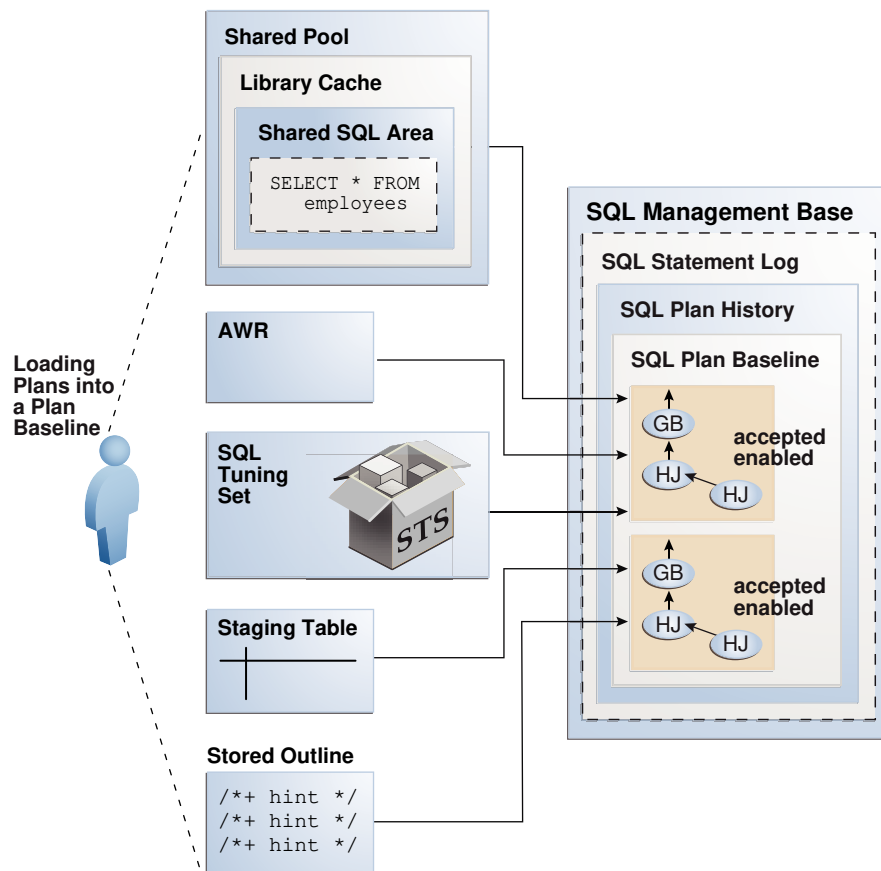 Shared Pool
Library Cache
Shared SQL Area
SELECT * FROM
employees
AWR
SQL
Tuning
Set
STS
Staging Table
Stored Outline
/*+ hint */
/*+ hint */
/*+ hint */
Loading
Plans into
a Plan
Baseline
SQL Management Base
SQL Statement Log
SQL Plan History
SQL Plan Baseline
GB
HJ
HJ
accepted
enabled
GB
HJ
HJ
accepted
enabled